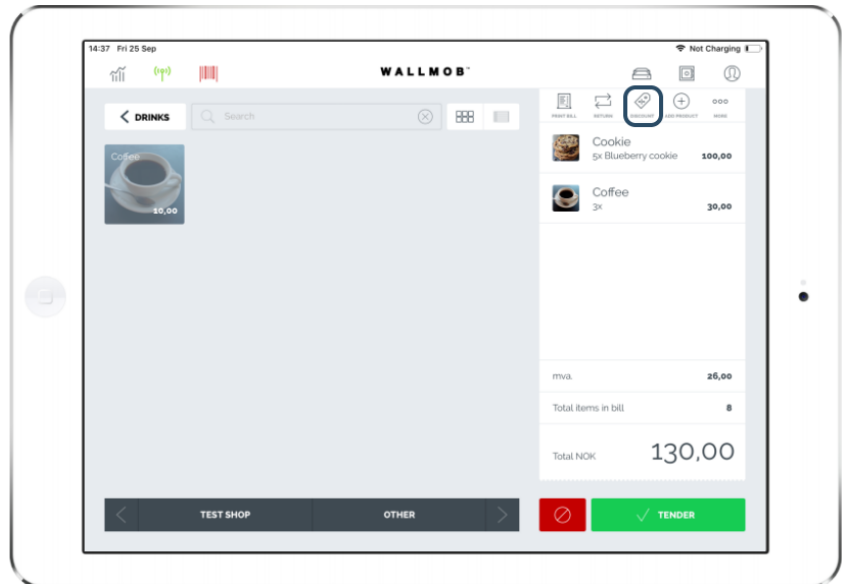 14:37 Fri 25 Sep
Not Charging
WALLMOB™
DRINKS
Search
PRINT BILL
RETURN
DISCOUNT
ADD PRODUCT
MORE
Coffee
10,00
Cookie
5x Blueberry cookie 100,00
Coffee
3x 30,00
mva. 26,00
Total items in bill 8
Total NOK 130,00
TEST SHOP
OTHER
TENDER